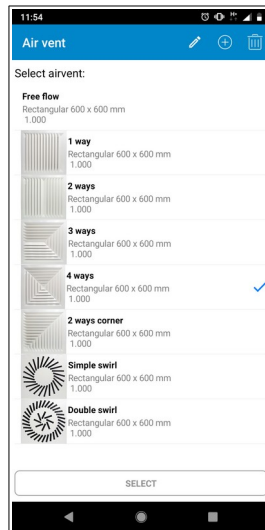 11:54
Air vent
Select airvent:
Free flow
Rectangular 600 x 600 mm
1.000
1 way
Rectangular 600 x 600 mm
1.000
2 ways
Rectangular 600 x 600 mm
1.000
3 ways
Rectangular 600 x 600 mm
1.000
4 ways
Rectangular 600 x 600 mm
1.000
2 ways corner
Rectangular 600 x 600 mm
1.000
Simple swirl
Rectangular 600 x 600 mm
1.000
Double swirl
Rectangular 600 x 600 mm
1.000
SELECT